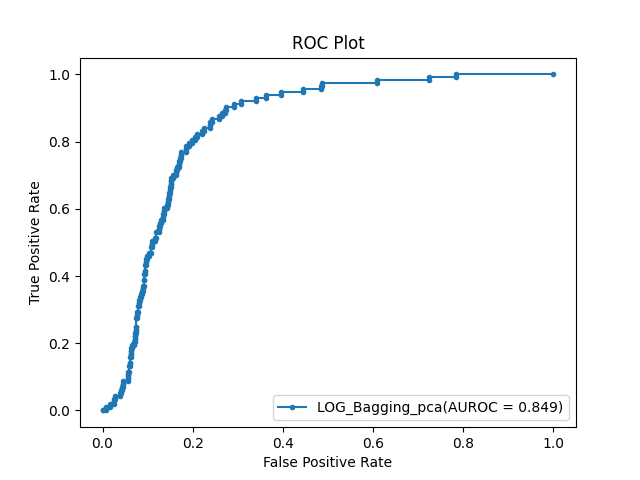 ROC Plot
True Positive Rate
1.0
0.8
0.6
0.4
0.2
0.0
LOG_Bagging_pca(AUROC = 0.849)
0.0 0.2 0.4 0.6 0.8 1.0
False Positive Rate